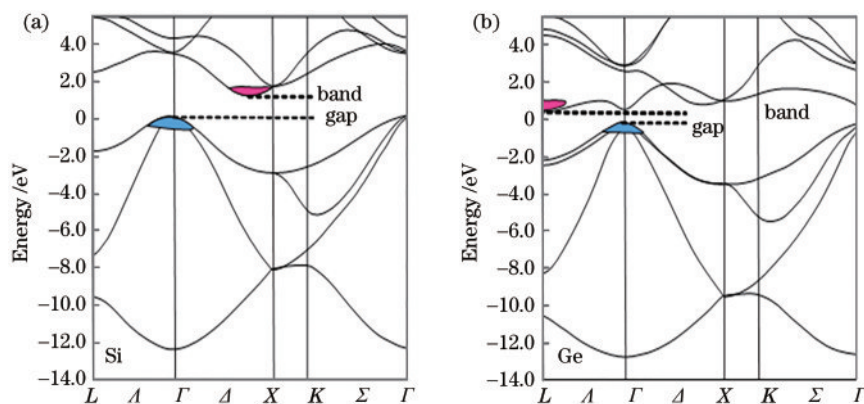 (a)
4.0
2.0
0
−2.0
−4.0
−6.0
−8.0
−10.0
−12.0
−14.0
Energy /eV
band
gap
Si
L Λ Γ Δ X K Σ Γ
(b)
4.0
2.0
0
−2.0
−4.0
−6.0
−8.0
−10.0
−12.0
−14.0
Energy /eV
band
gap
Ge
L Λ Γ Δ X K Σ Γ